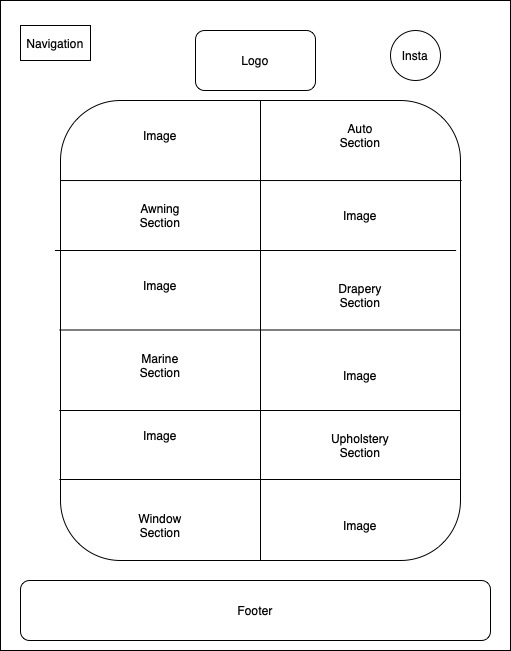 Navigation
Logo
Insta
Image
Auto
Section
Awning
Section
Image
Image
Drapery
Section
Marine
Section
Image
Image
Upholstery
Section
Window
Section
Image
Footer